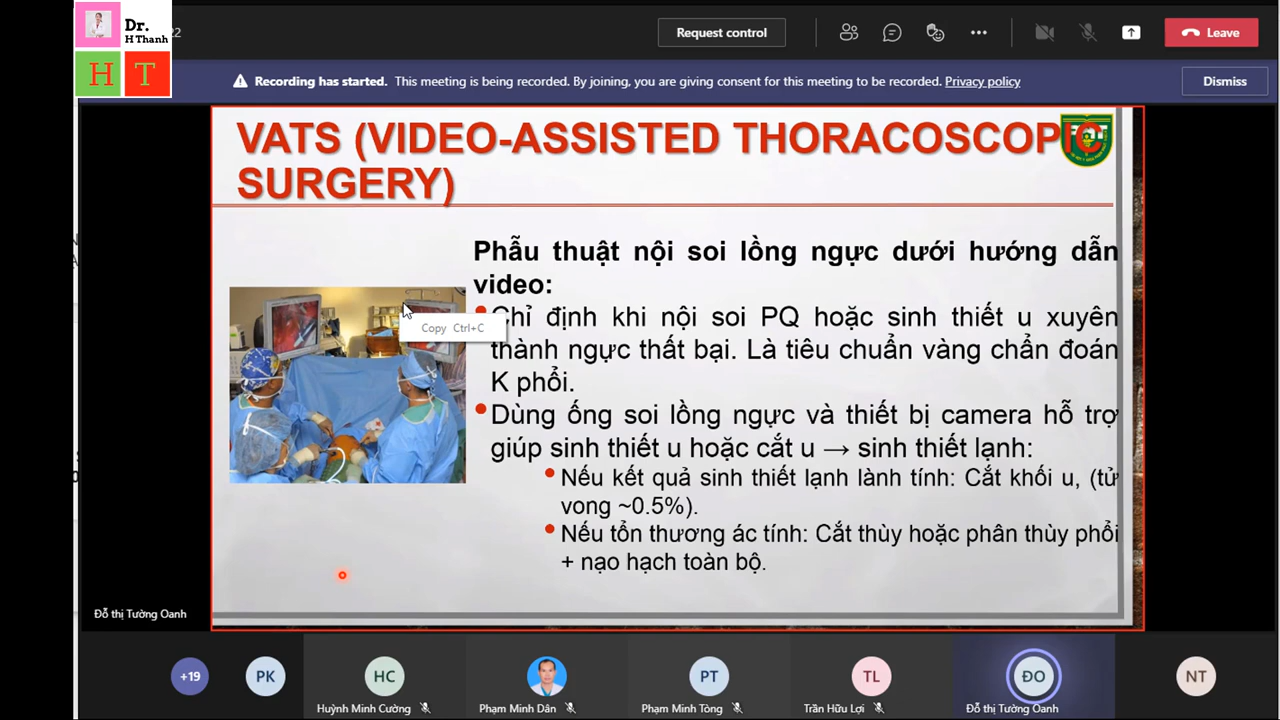 Dr.
H Thanh
H T
22
Request control
Leave
Recording has started. This meeting is being recorded. By joining, you are giving consent for this meeting to be recorded. Privacy policy
Dismiss
VATS (VIDEO-ASSISTED THORACOSCOPIC
SURGERY)
Phẫu thuật nội soi lồng ngực dưới hướng dẫn
video:
Chỉ định khi nội soi PQ hoặc sinh thiết u xuyên
thành ngực thất bại. Là tiêu chuẩn vàng chẩn đoán
K phổi.
Copy Ctrl+C
Dùng ống soi lồng ngực và thiết bị camera hỗ trợ
giúp sinh thiết u hoặc cắt u → sinh thiết lạnh:
Nếu kết quả sinh thiết lạnh lành tính: Cắt khối u, (tử
vong ~0.5%).
Nếu tổn thương ác tính: Cắt thùy hoặc phân thùy phổi
+ nạo hạch toàn bộ.
Đỗ thị Tường Oanh
+19
PK
HC
PT
TL
ĐO
NT
Huỳnh Minh Cường
Phạm Minh Dân
Phạm Minh Tòng
Trần Hữu Lợi
Đỗ thị Tường Oanh